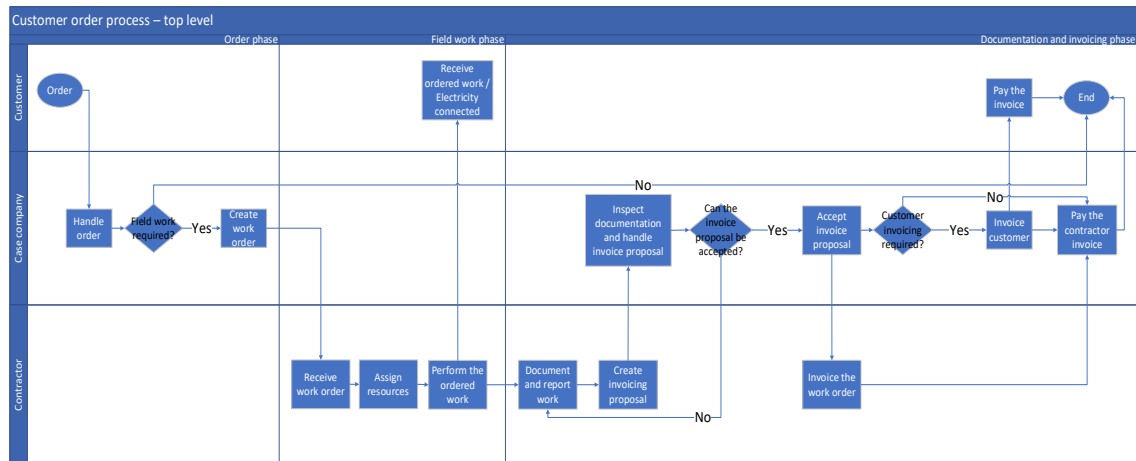 Customer order process – top level
Order phase
Field work phase
Documentation and invoicing phase
Customer
Order
Receive
ordered work /
Electricity
connected
Pay the
invoice
End
Case company
Handle
order
Field work
required?
Yes
Create
work order
No
Inspect
documentation
and handle
invoice proposal
Can the
invoice
proposal be
accepted?
Yes
Accept
invoice
proposal
Customer
invoicing
required?
No
Yes
Invoice
customer
Pay the
contractor
invoice
Contractor
Receive
work order
Assign
resources
Perform the
ordered
work
Document
and report
work
Create
invoicing
proposal
No
Invoice the
work order